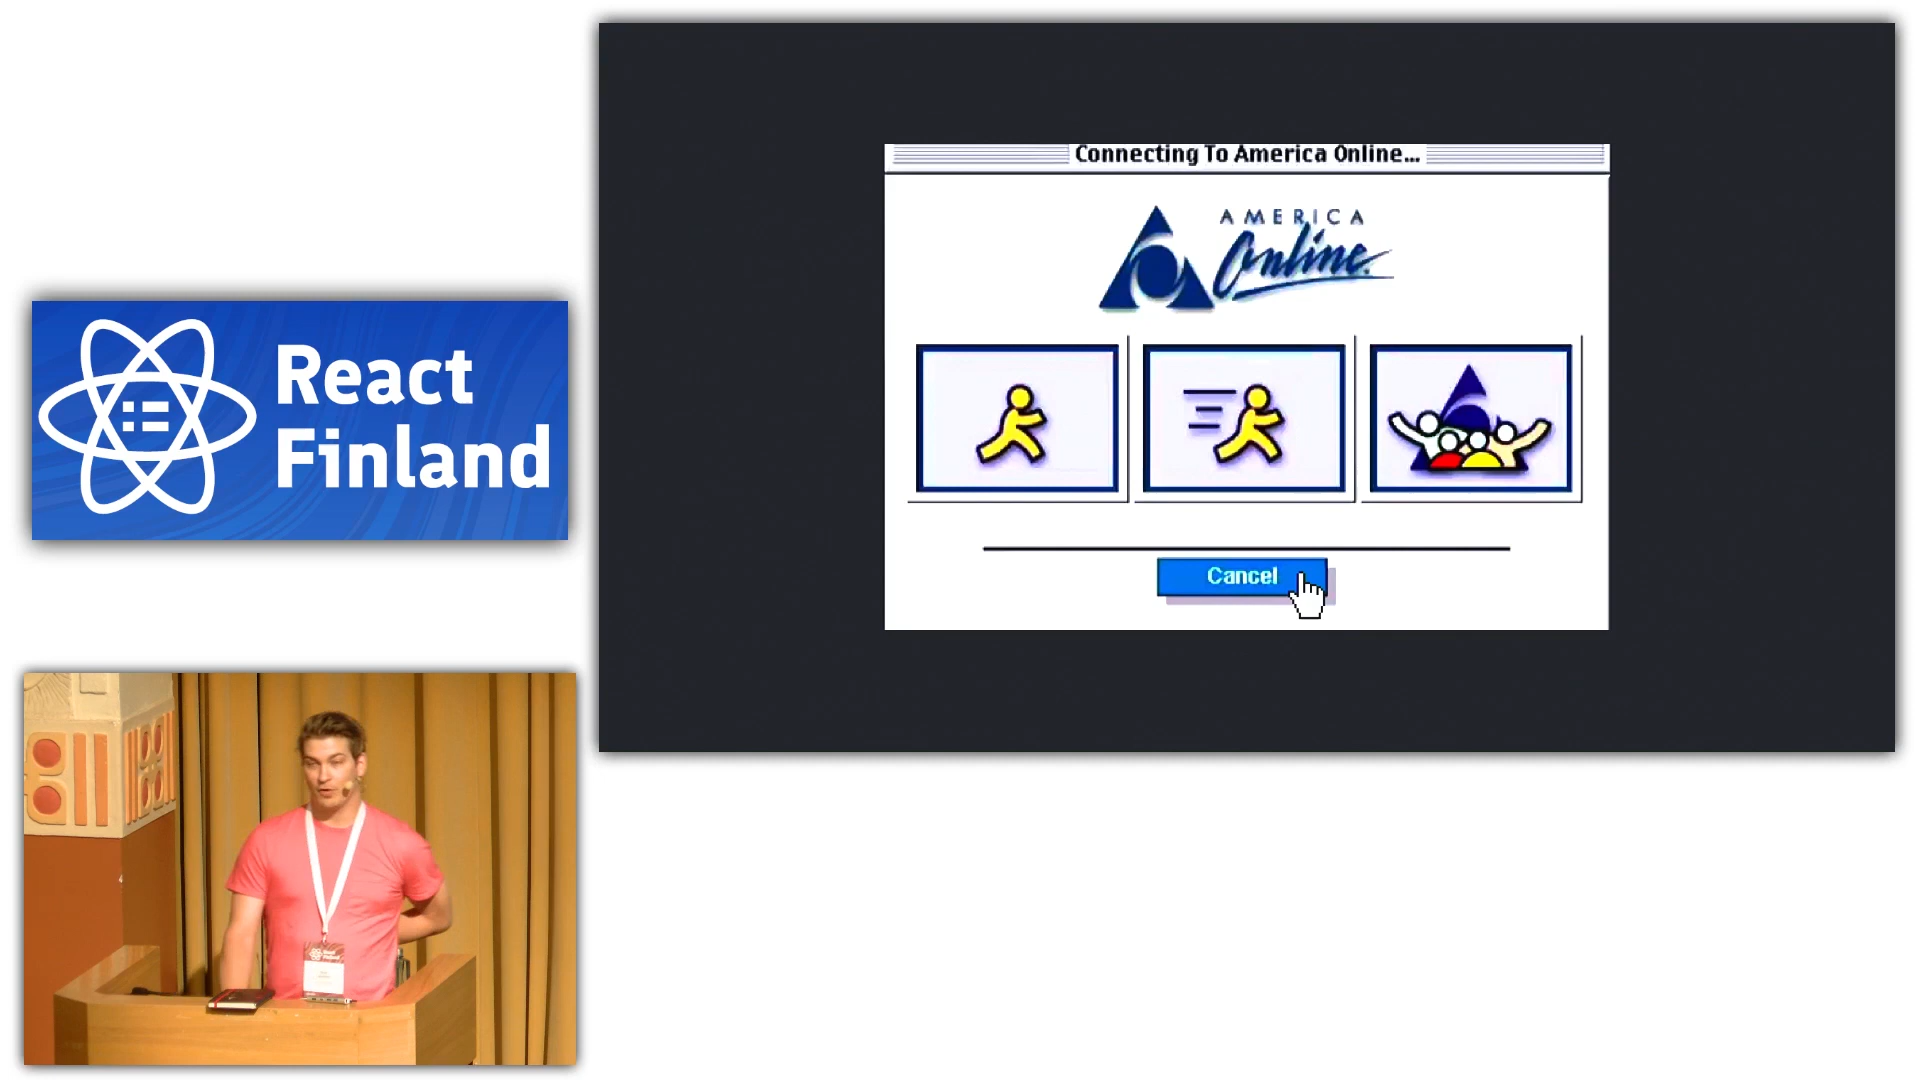 React
Finland
Connecting To America Online...
AMERICA
Online.
Cancel